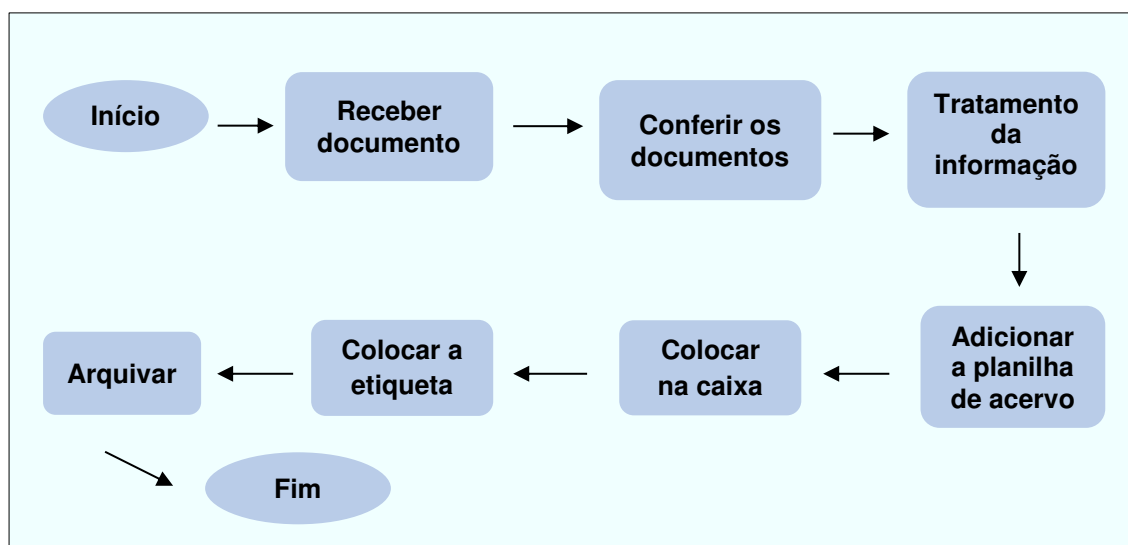 Início
Receber
documento
Conferir os
documentos
Tratamento
da
informação
Adicionar
a planilha
de acervo
Colocar
na caixa
Colocar a
etiqueta
Arquivar
Fim